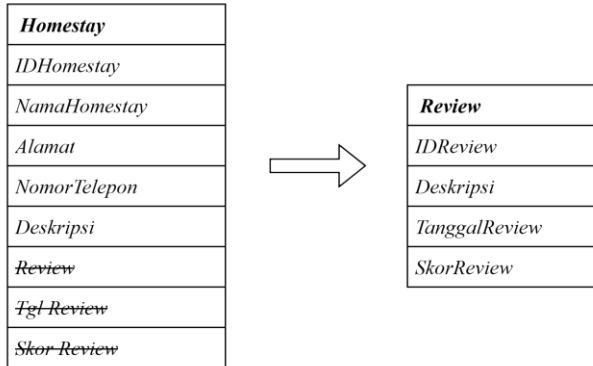 Homestay
IDHomestay
NamaHomestay
Alamat
NomorTelepon
Deskripsi
Review
Tgl Review
Skor Review
Review
IDReview
Deskripsi
TanggalReview
SkorReview